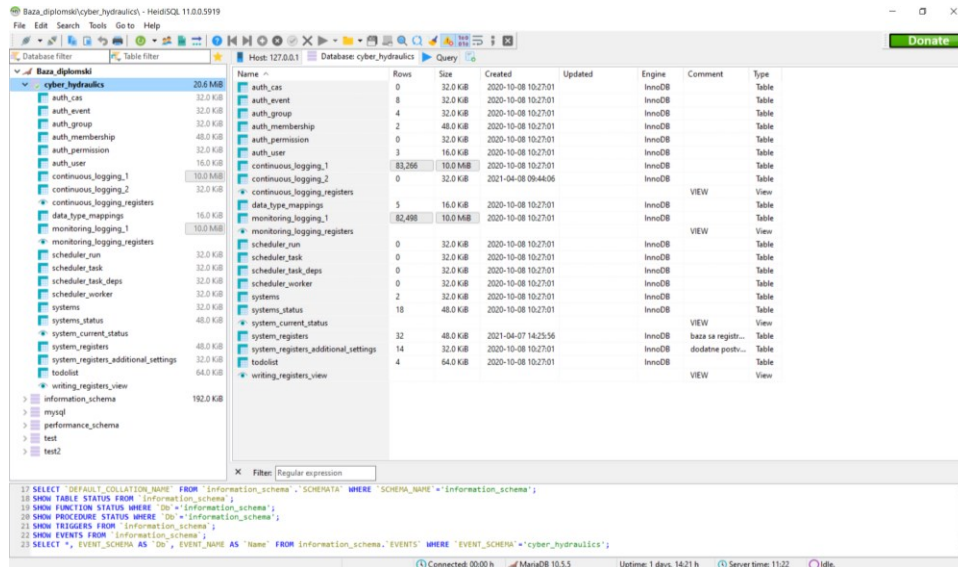 Baza_diplomski\cyber_hydraulics\ - HeidiSQL 11.0.0.5919
File Edit Search Tools Go to Help
Donate
Database filter Table filter
Host: 127.0.0.1 Database: cyber_hydraulics Query
Baza_diplomski
cyber_hydraulics 20.6 MiB
auth_cas 32.0 KiB
auth_event 32.0 KiB
auth_group 32.0 KiB
auth_membership 48.0 KiB
auth_permission 32.0 KiB
auth_user 16.0 KiB
continuous_logging_1 10.0 MiB
continuous_logging_2 32.0 KiB
continuous_logging_registers
data_type_mappings 16.0 KiB
monitoring_logging_1 10.0 MiB
monitoring_logging_registers
scheduler_run 32.0 KiB
scheduler_task 32.0 KiB
scheduler_task_deps 32.0 KiB
scheduler_worker 32.0 KiB
systems 32.0 KiB
systems_status 48.0 KiB
system_current_status
system_registers 48.0 KiB
system_registers_additional_settings 32.0 KiB
todolist 64.0 KiB
writing_registers_view
information_schema 192.0 KiB
mysql
performance_schema
test
test2
Name Rows Size Created Updated Engine Comment Type
auth_cas 0 32.0 KiB 2020-10-08 10:27:01 InnoDB Table
auth_event 8 32.0 KiB 2020-10-08 10:27:01 InnoDB Table
auth_group 4 32.0 KiB 2020-10-08 10:27:01 InnoDB Table
auth_membership 2 48.0 KiB 2020-10-08 10:27:01 InnoDB Table
auth_permission 0 32.0 KiB 2020-10-08 10:27:01 InnoDB Table
auth_user 3 16.0 KiB 2020-10-08 10:27:01 InnoDB Table
continuous_logging_1 83,266 10.0 MiB 2020-10-08 10:27:01 InnoDB Table
continuous_logging_2 0 32.0 KiB 2021-04-08 09:44:06 InnoDB Table
continuous_logging_registers VIEW View
data_type_mappings 5 16.0 KiB 2020-10-08 10:27:01 InnoDB Table
monitoring_logging_1 82,498 10.0 MiB 2020-10-08 10:27:01 InnoDB Table
monitoring_logging_registers VIEW View
scheduler_run 0 32.0 KiB 2020-10-08 10:27:01 InnoDB Table
scheduler_task 0 32.0 KiB 2020-10-08 10:27:01 InnoDB Table
scheduler_task_deps 0 32.0 KiB 2020-10-08 10:27:01 InnoDB Table
scheduler_worker 0 32.0 KiB 2020-10-08 10:27:01 InnoDB Table
systems 2 32.0 KiB 2020-10-08 10:27:01 InnoDB Table
systems_status 18 48.0 KiB 2020-10-08 10:27:01 InnoDB Table
system_current_status VIEW View
system_registers 32 48.0 KiB 2021-04-07 14:25:56 InnoDB baza sa registr... Table
system_registers_additional_settings 14 32.0 KiB 2020-10-08 10:27:01 InnoDB dodatne postv... Table
todolist 4 64.0 KiB 2020-10-08 10:27:01 InnoDB Table
writing_registers_view VIEW View
Filter: Regular expression
17 SELECT `DEFAULT_COLLATION_NAME` FROM `information_schema`.`SCHEMATA` WHERE `SCHEMA_NAME`='information_schema';
18 SHOW TABLE STATUS FROM `information_schema`;
19 SHOW FUNCTION STATUS WHERE `Db`='information_schema';
20 SHOW PROCEDURE STATUS WHERE `Db`='information_schema';
21 SHOW TRIGGERS FROM `information_schema`;
22 SHOW EVENTS FROM `information_schema`;
23 SELECT *, EVENT_SCHEMA AS `Db`, EVENT_NAME AS `Name` FROM information_schema.`EVENTS` WHERE `EVENT_SCHEMA`='cyber_hydraulics';
Connected: 00:00 h MariaDB 10.5.5 Uptime: 1 days, 14:21 h Server time: 11:22 Idle.